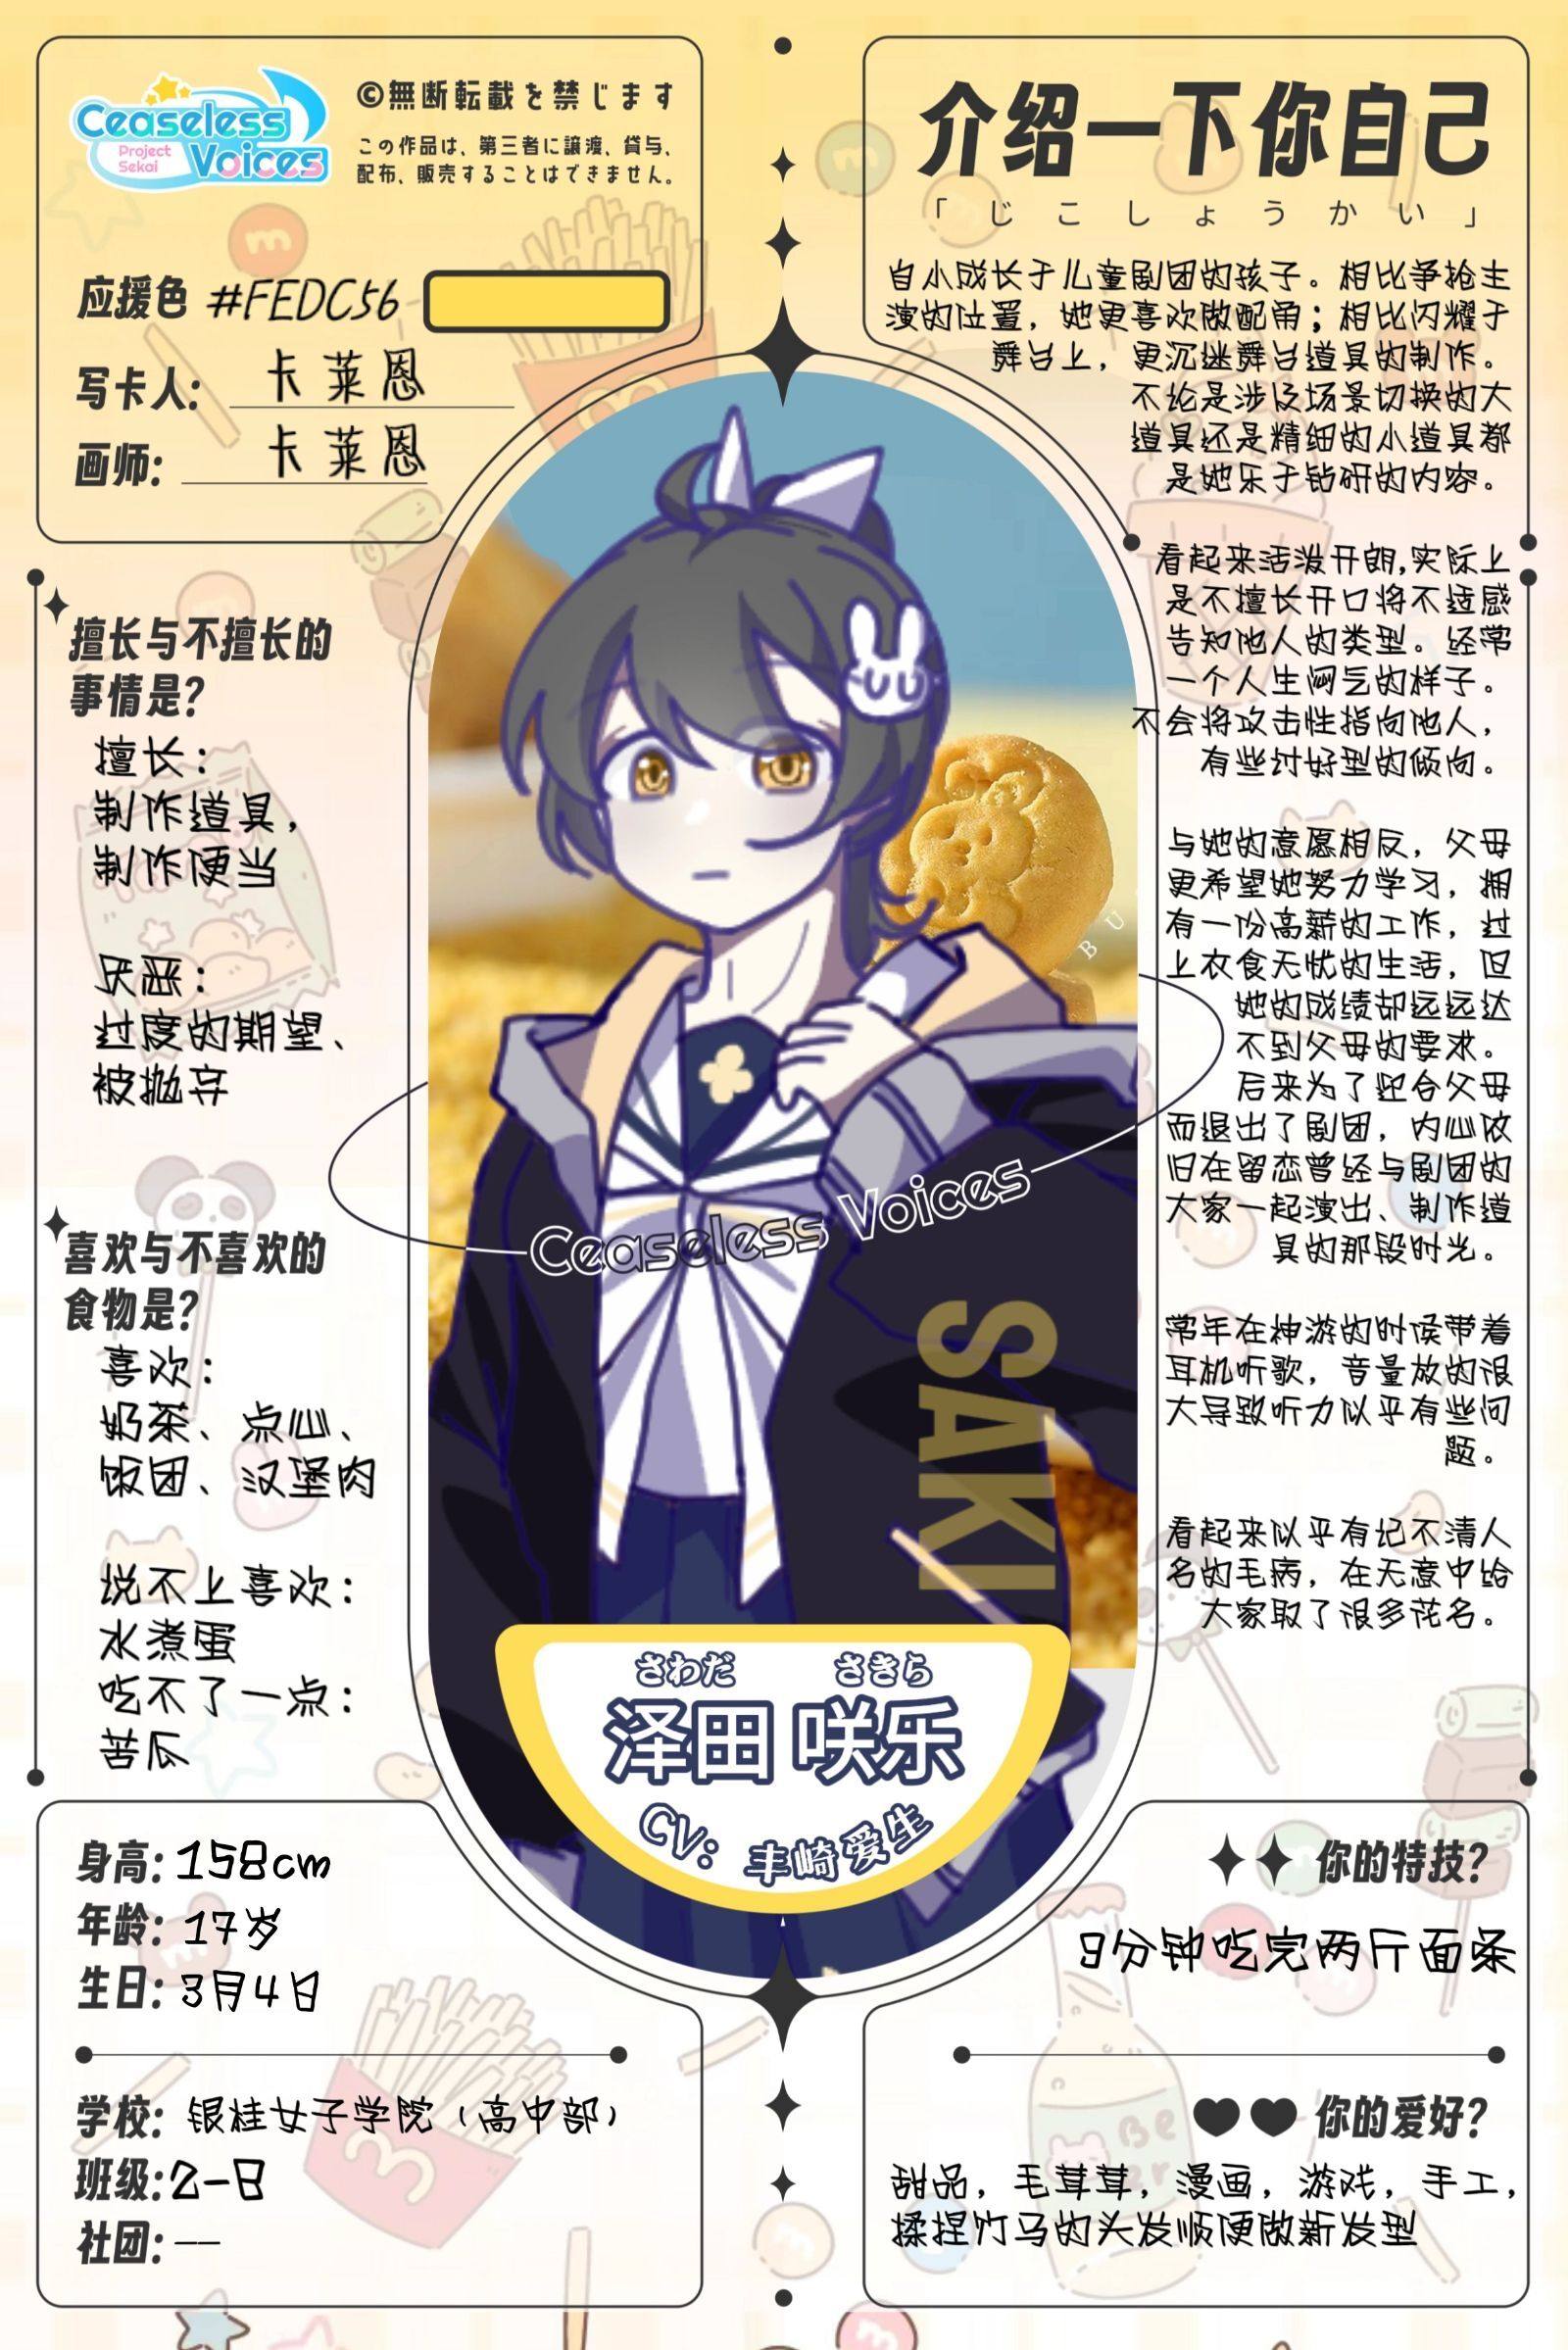 Ceaseless
Voices
Project
Sekai
©無断転載を禁じます
この作品は、第三者に譲渡、貸与、
配布、販売することはできません。
应援色 #FEDC56
写卡人： 卡莱恩
画师： 卡莱恩
擅长与不擅长的
事情是？
擅长：
制作道具，
制作便当
厌恶：
过度的期望、
被抛弃
喜欢与不喜欢的
食物是？
喜欢：
奶茶、点心、
饭团、汉堡肉
说不上喜欢：
水煮蛋
吃不了一点：
苦瓜
身高：158cm
年龄：17岁
生日：3月4日
学校：银桂女子学院（高中部）
班级：2-B
社团：——
BU
Ceaseless Voices
SAKI
さわだ さきら
泽田 咲乐
CV：丰崎爱生
介绍一下你自己
「じこしょうかい」
自小成长于儿童剧团的孩子。相比争抢主
演的位置，她更喜欢做配角；相比闪耀于
舞台上，更沉迷舞台道具的制作。
不论是涉及场景切换的大
道具还是精细的小道具都
是她乐于钻研的内容。
看起来活泼开朗,实际上
是不擅长开口将不适感
告知他人的类型。经常
一个人生闷气的样子。
不会将攻击性指向他人，
有些讨好型的倾向。
与她的意愿相反，父母
更希望她努力学习，拥
有一份高薪的工作，过
上衣食无忧的生活，但
她的成绩却远远达
不到父母的要求。
后来为了迎合父母
而退出了剧团，内心依
旧在留恋曾经与剧团的
大家一起演出、制作道
具的那段时光。
常年在神游的时候带着
耳机听歌，音量放的很
大导致听力似乎有些问
题。
看起来似乎有记不清人
名的毛病，在无意中给
大家取了很多花名。
你的特技？
9分钟吃完两斤面条
你的爱好？
甜品，毛茸茸，漫画，游戏，手工，
揉捏竹马的头发顺便做新发型